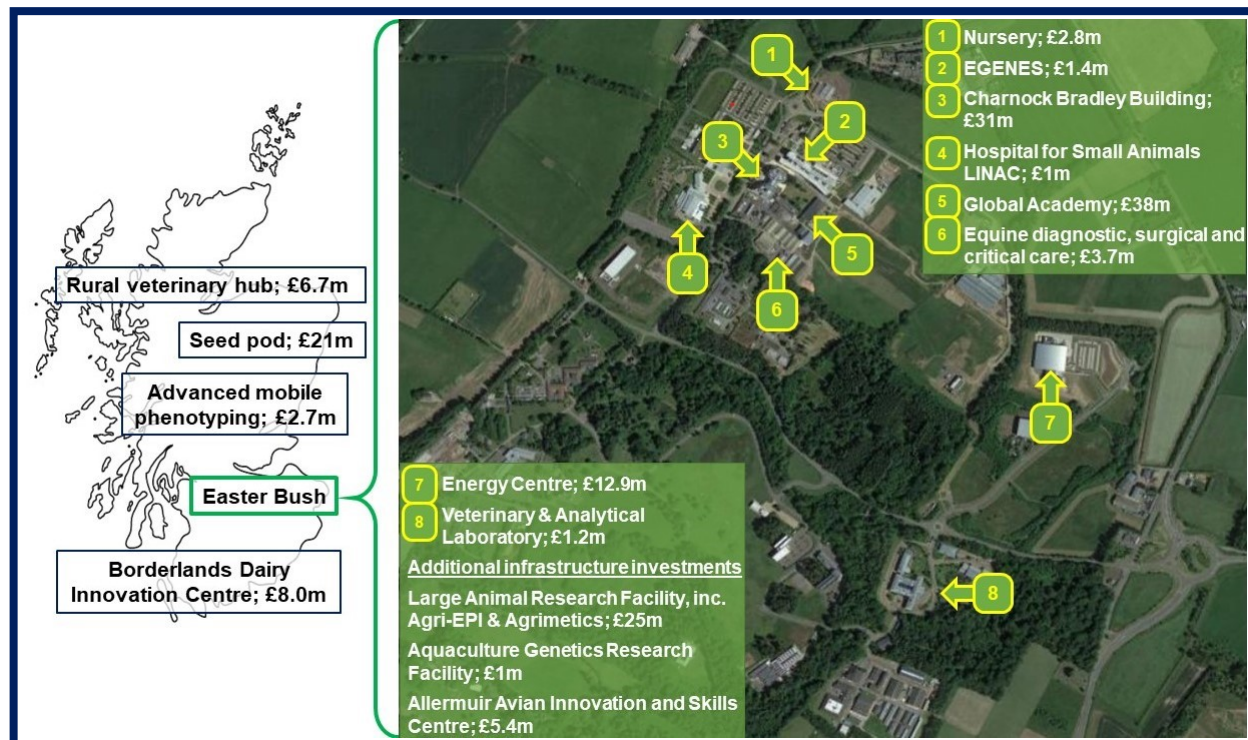 Rural veterinary hub; £6.7m
Seed pod; £21m
Advanced mobile
phenotyping; £2.7m
Easter Bush
Borderlands Dairy
Innovation Centre; £8.0m
1
2
3
4
5
6
7
8
1 Nursery; £2.8m
2 EGENES; £1.4m
3 Charnock Bradley Building;
£31m
4 Hospital for Small Animals
LINAC; £1m
5 Global Academy; £38m
6 Equine diagnostic, surgical and
critical care; £3.7m
7 Energy Centre; £12.9m
8 Veterinary & Analytical
Laboratory; £1.2m
Additional infrastructure investments
Large Animal Research Facility, inc.
Agri-EPI & Agrimetics; £25m
Aquaculture Genetics Research
Facility; £1m
Allermuir Avian Innovation and Skills
Centre; £5.4m